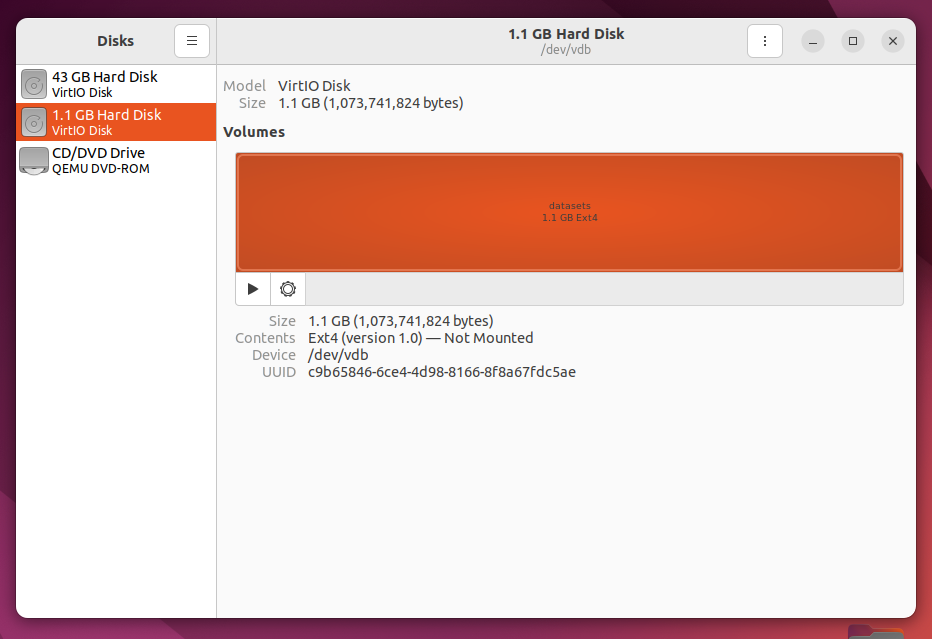 Disks
1.1 GB Hard Disk
/dev/vdb
43 GB Hard Disk
VirtIO Disk
1.1 GB Hard Disk
VirtIO Disk
CD/DVD Drive
QEMU DVD-ROM
Model VirtIO Disk
Size 1.1 GB (1,073,741,824 bytes)
Volumes
datasets
1.1 GB Ext4
Size 1.1 GB (1,073,741,824 bytes)
Contents Ext4 (version 1.0) — Not Mounted
Device /dev/vdb
UUID c9b65846-6ce4-4d98-8166-8f8a67fdc5ae